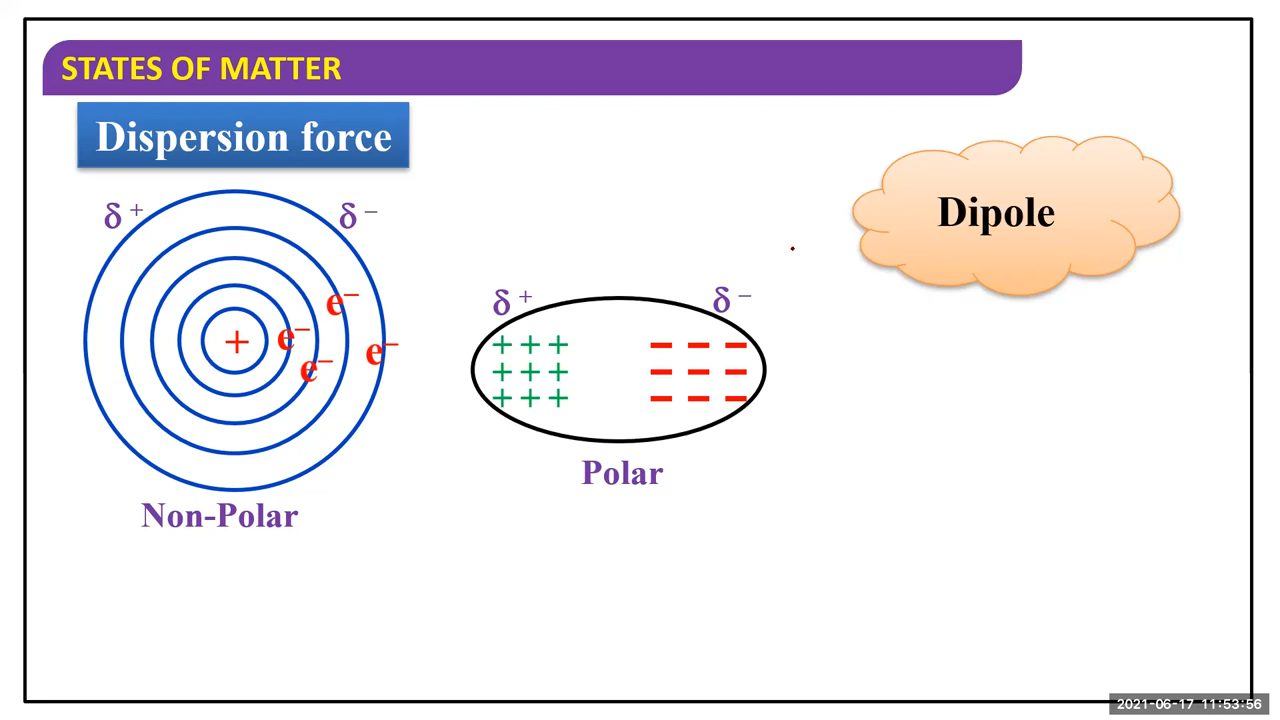 STATES OF MATTER
Dispersion force
Dipole
δ + δ –
e–
e–
e–
e–
+
Non-Polar
δ + δ –
+ + + – – –
+ + + – – –
+ + + – – –
Polar
2021-06-17 11:53:56